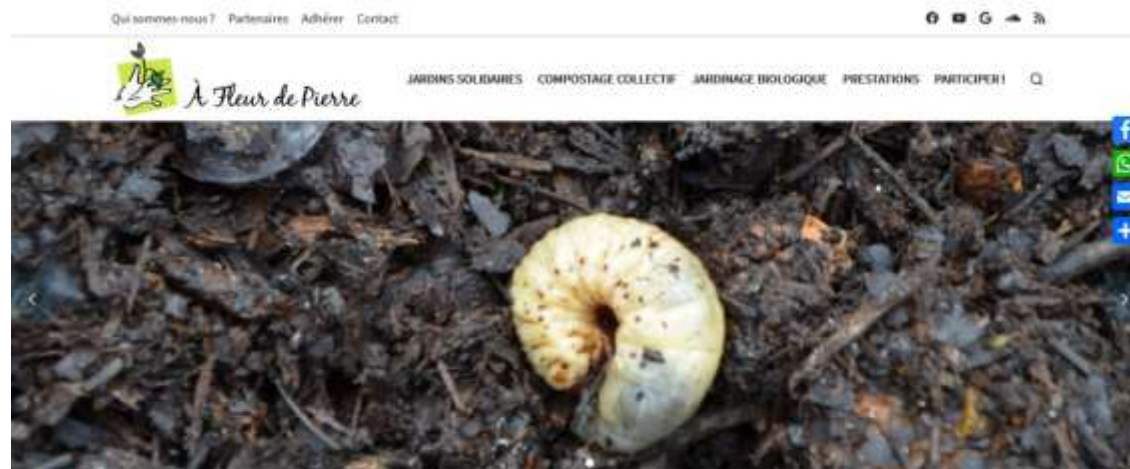 Qui sommes-nous ? Partenaires Adhérer Contact
À Fleur de Pierre
JARDINS SOLIDAIRES COMPOSTAGE COLLECTIF JARDINAGE BIOLOGIQUE PRESTATIONS PARTICIPER !